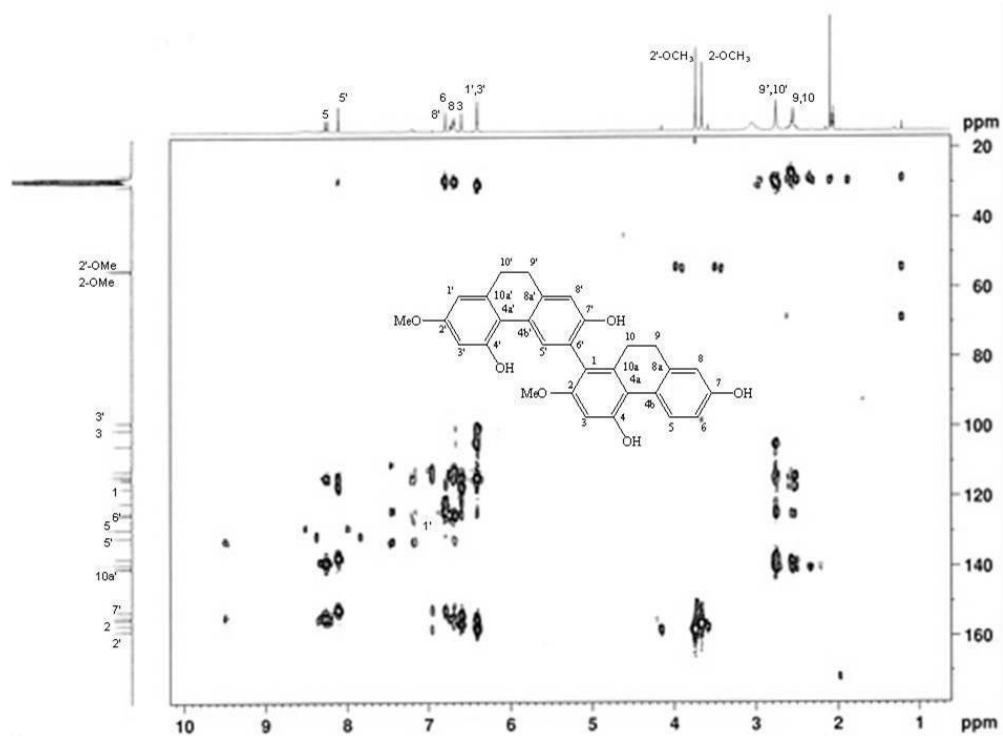 2'-OCH3 2-OCH3
5 5' 8' 6 8 3 1',3' 9',10' 9,10
ppm
20
40
60
80
100
120
140
160
2'-OMe
2-OMe
3'
3
1
6'
5
5'
10a'
7'
2
2'
1'
10' 9'
1' 10a' 8a' 8'
4a' 7'
MeO 2' 4b' OH
3' 4' 5' 6' 10 9
OH 1 10a 8a 8
4a 7
MeO 2 4b OH
3 4 5 6
OH
10 9 8 7 6 5 4 3 2 1 ppm